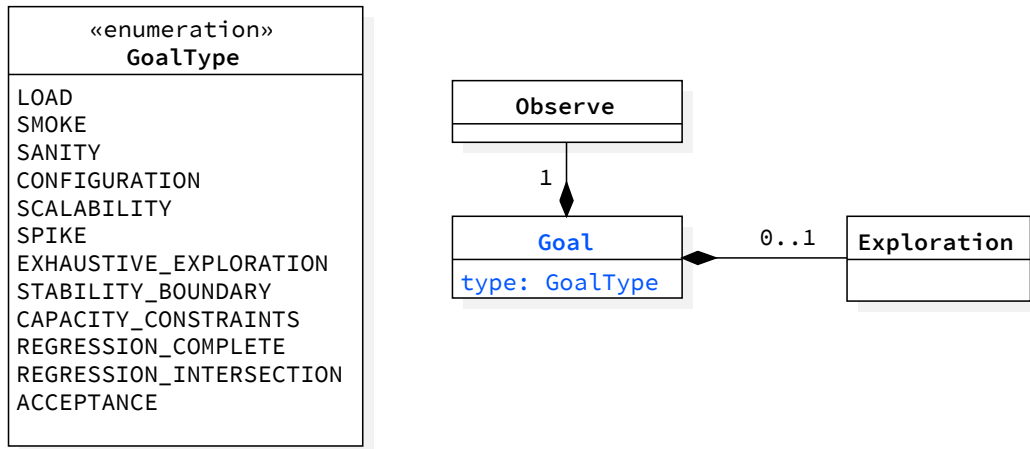 «enumeration»
GoalType
LOAD
SMOKE
SANITY
CONFIGURATION
SCALABILITY
SPIKE
EXHAUSTIVE_EXPLORATION
STABILITY_BOUNDARY
CAPACITY_CONSTRAINTS
REGRESSION_COMPLETE
REGRESSION_INTERSECTION
ACCEPTANCE
Observe
1
Goal
type: GoalType
0..1
Exploration